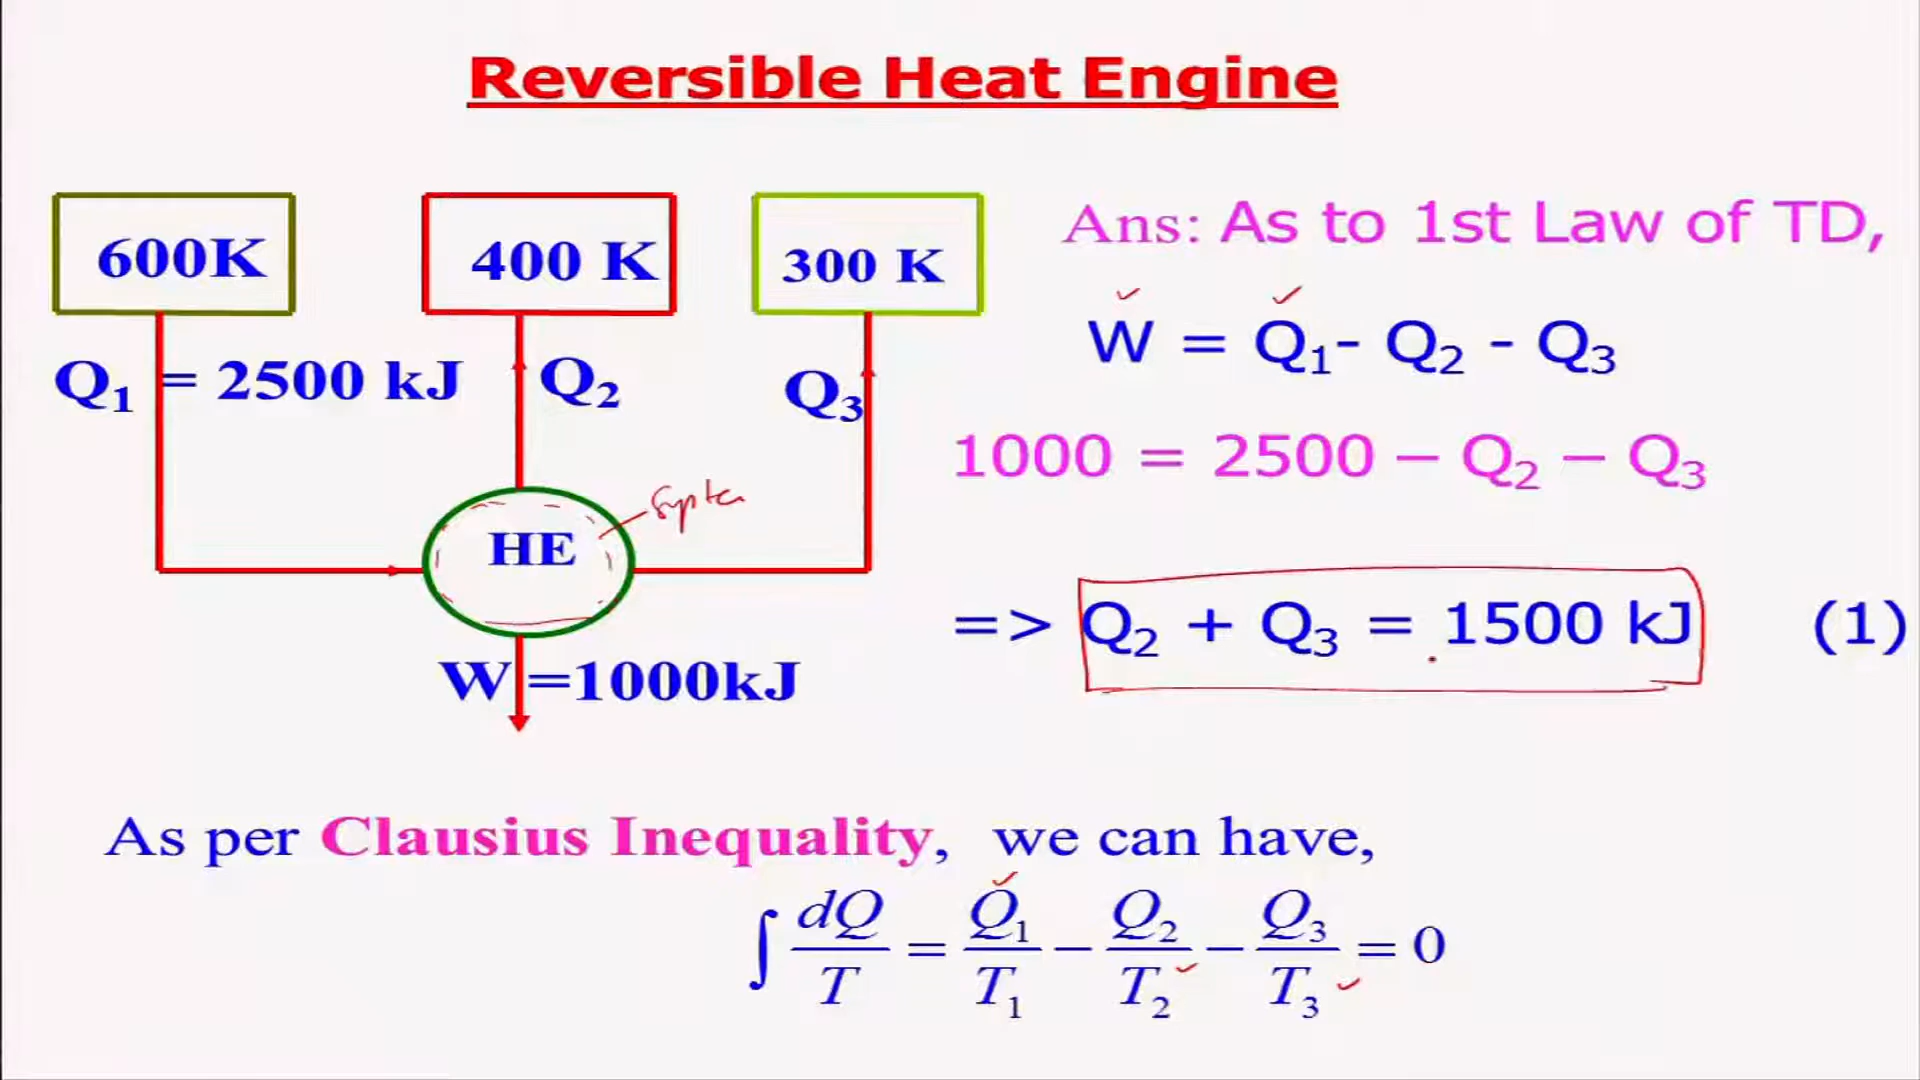 Reversible Heat Engine
600K
400 K
300 K
Q₁ = 2500 kJ
Q₂
Q₃
HE
W =1000kJ
Ans: As to 1st Law of TD,
W = Q₁- Q₂ - Q₃
1000 = 2500 – Q₂ – Q₃
=> Q₂ + Q₃ = 1500 kJ (1)
As per Clausius Inequality, we can have,
∫ dQ/T = Q₁/T₁ − Q₂/T₂ − Q₃/T₃ = 0